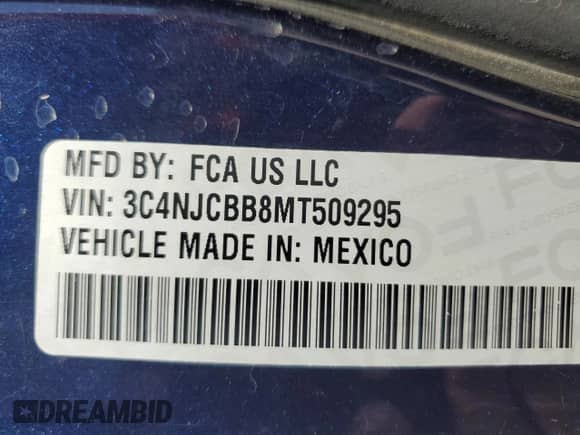 MFD BY: FCA US LLC
VIN: 3C4NJCBB8MT509295
VEHICLE MADE IN: MEXICO
DREAMBID